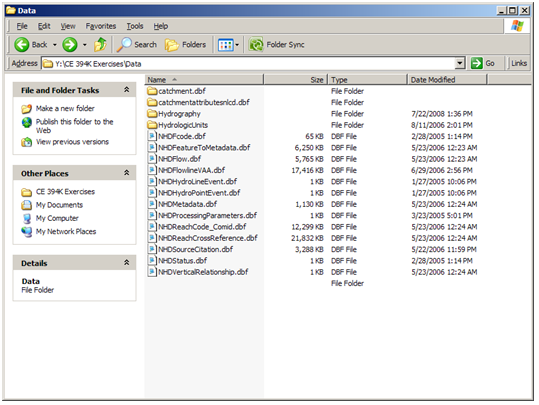 Data
File Edit View Favorites Tools Help
Back Search Folders Folder Sync
Address Y:\CE 394K Exercises\Data Go Links
File and Folder Tasks
Make a new folder
Publish this folder to the
Web
View previous versions
Other Places
CE 394K Exercises
My Documents
My Computer
My Network Places
Details
Data
File Folder
Name Size Type Date Modified
catchment.dbf File Folder
catchmentattributesnlcd.dbf File Folder
Hydrography File Folder 7/22/2008 1:36 PM
HydrologicUnits File Folder 8/11/2006 2:01 PM
NHDFcode.dbf 65 KB DBF File 2/28/2005 1:14 PM
NHDFeatureToMetadata.dbf 6,250 KB DBF File 5/23/2006 12:23 AM
NHDFlow.dbf 5,765 KB DBF File 5/23/2006 12:23 AM
NHDFlowlineVAA.dbf 17,416 KB DBF File 6/29/2006 2:56 PM
NHDHydroLineEvent.dbf 1 KB DBF File 1/27/2005 10:06 PM
NHDHydroPointEvent.dbf 1 KB DBF File 1/27/2005 10:06 PM
NHDMetadata.dbf 1,130 KB DBF File 5/23/2006 12:24 AM
NHDProcessingParameters.dbf 1 KB DBF File 3/23/2005 5:01 PM
NHDReachCode_Comid.dbf 12,299 KB DBF File 5/23/2006 12:24 AM
NHDReachCrossReference.dbf 21,832 KB DBF File 5/23/2006 12:24 AM
NHDSourceCitation.dbf 3,288 KB DBF File 5/22/2006 11:59 PM
NHDStatus.dbf 1 KB DBF File 2/28/2005 1:14 PM
NHDVerticalRelationship.dbf 1 KB DBF File 5/23/2006 12:24 AM
File Folder